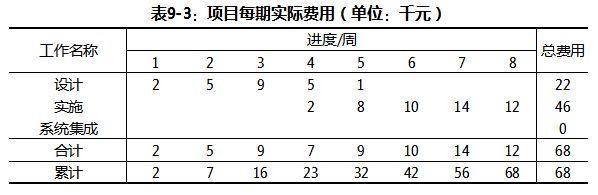 表9-3：项目每期实际费用（单位：千元）
工作名称 进度/周 总费用
1 2 3 4 5 6 7 8
设计 2 5 9 5 1 22
实施 2 8 10 14 12 46
系统集成 0
合计 2 5 9 7 9 10 14 12 68
累计 2 7 16 23 32 42 56 68 68